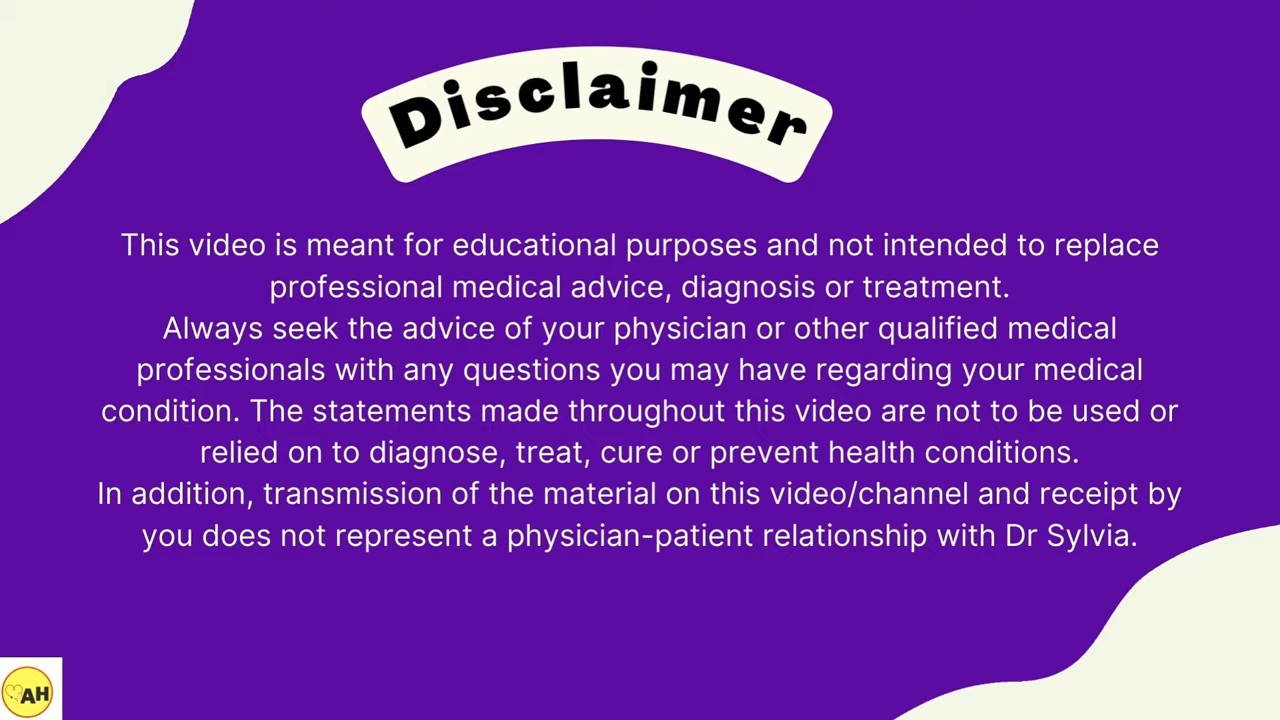 Disclaimer
This video is meant for educational purposes and not intended to replace
professional medical advice, diagnosis or treatment.
Always seek the advice of your physician or other qualified medical
professionals with any questions you may have regarding your medical
condition. The statements made throughout this video are not to be used or
relied on to diagnose, treat, cure or prevent health conditions.
In addition, transmission of the material on this video/channel and receipt by
you does not represent a physician-patient relationship with Dr Sylvia.
AH